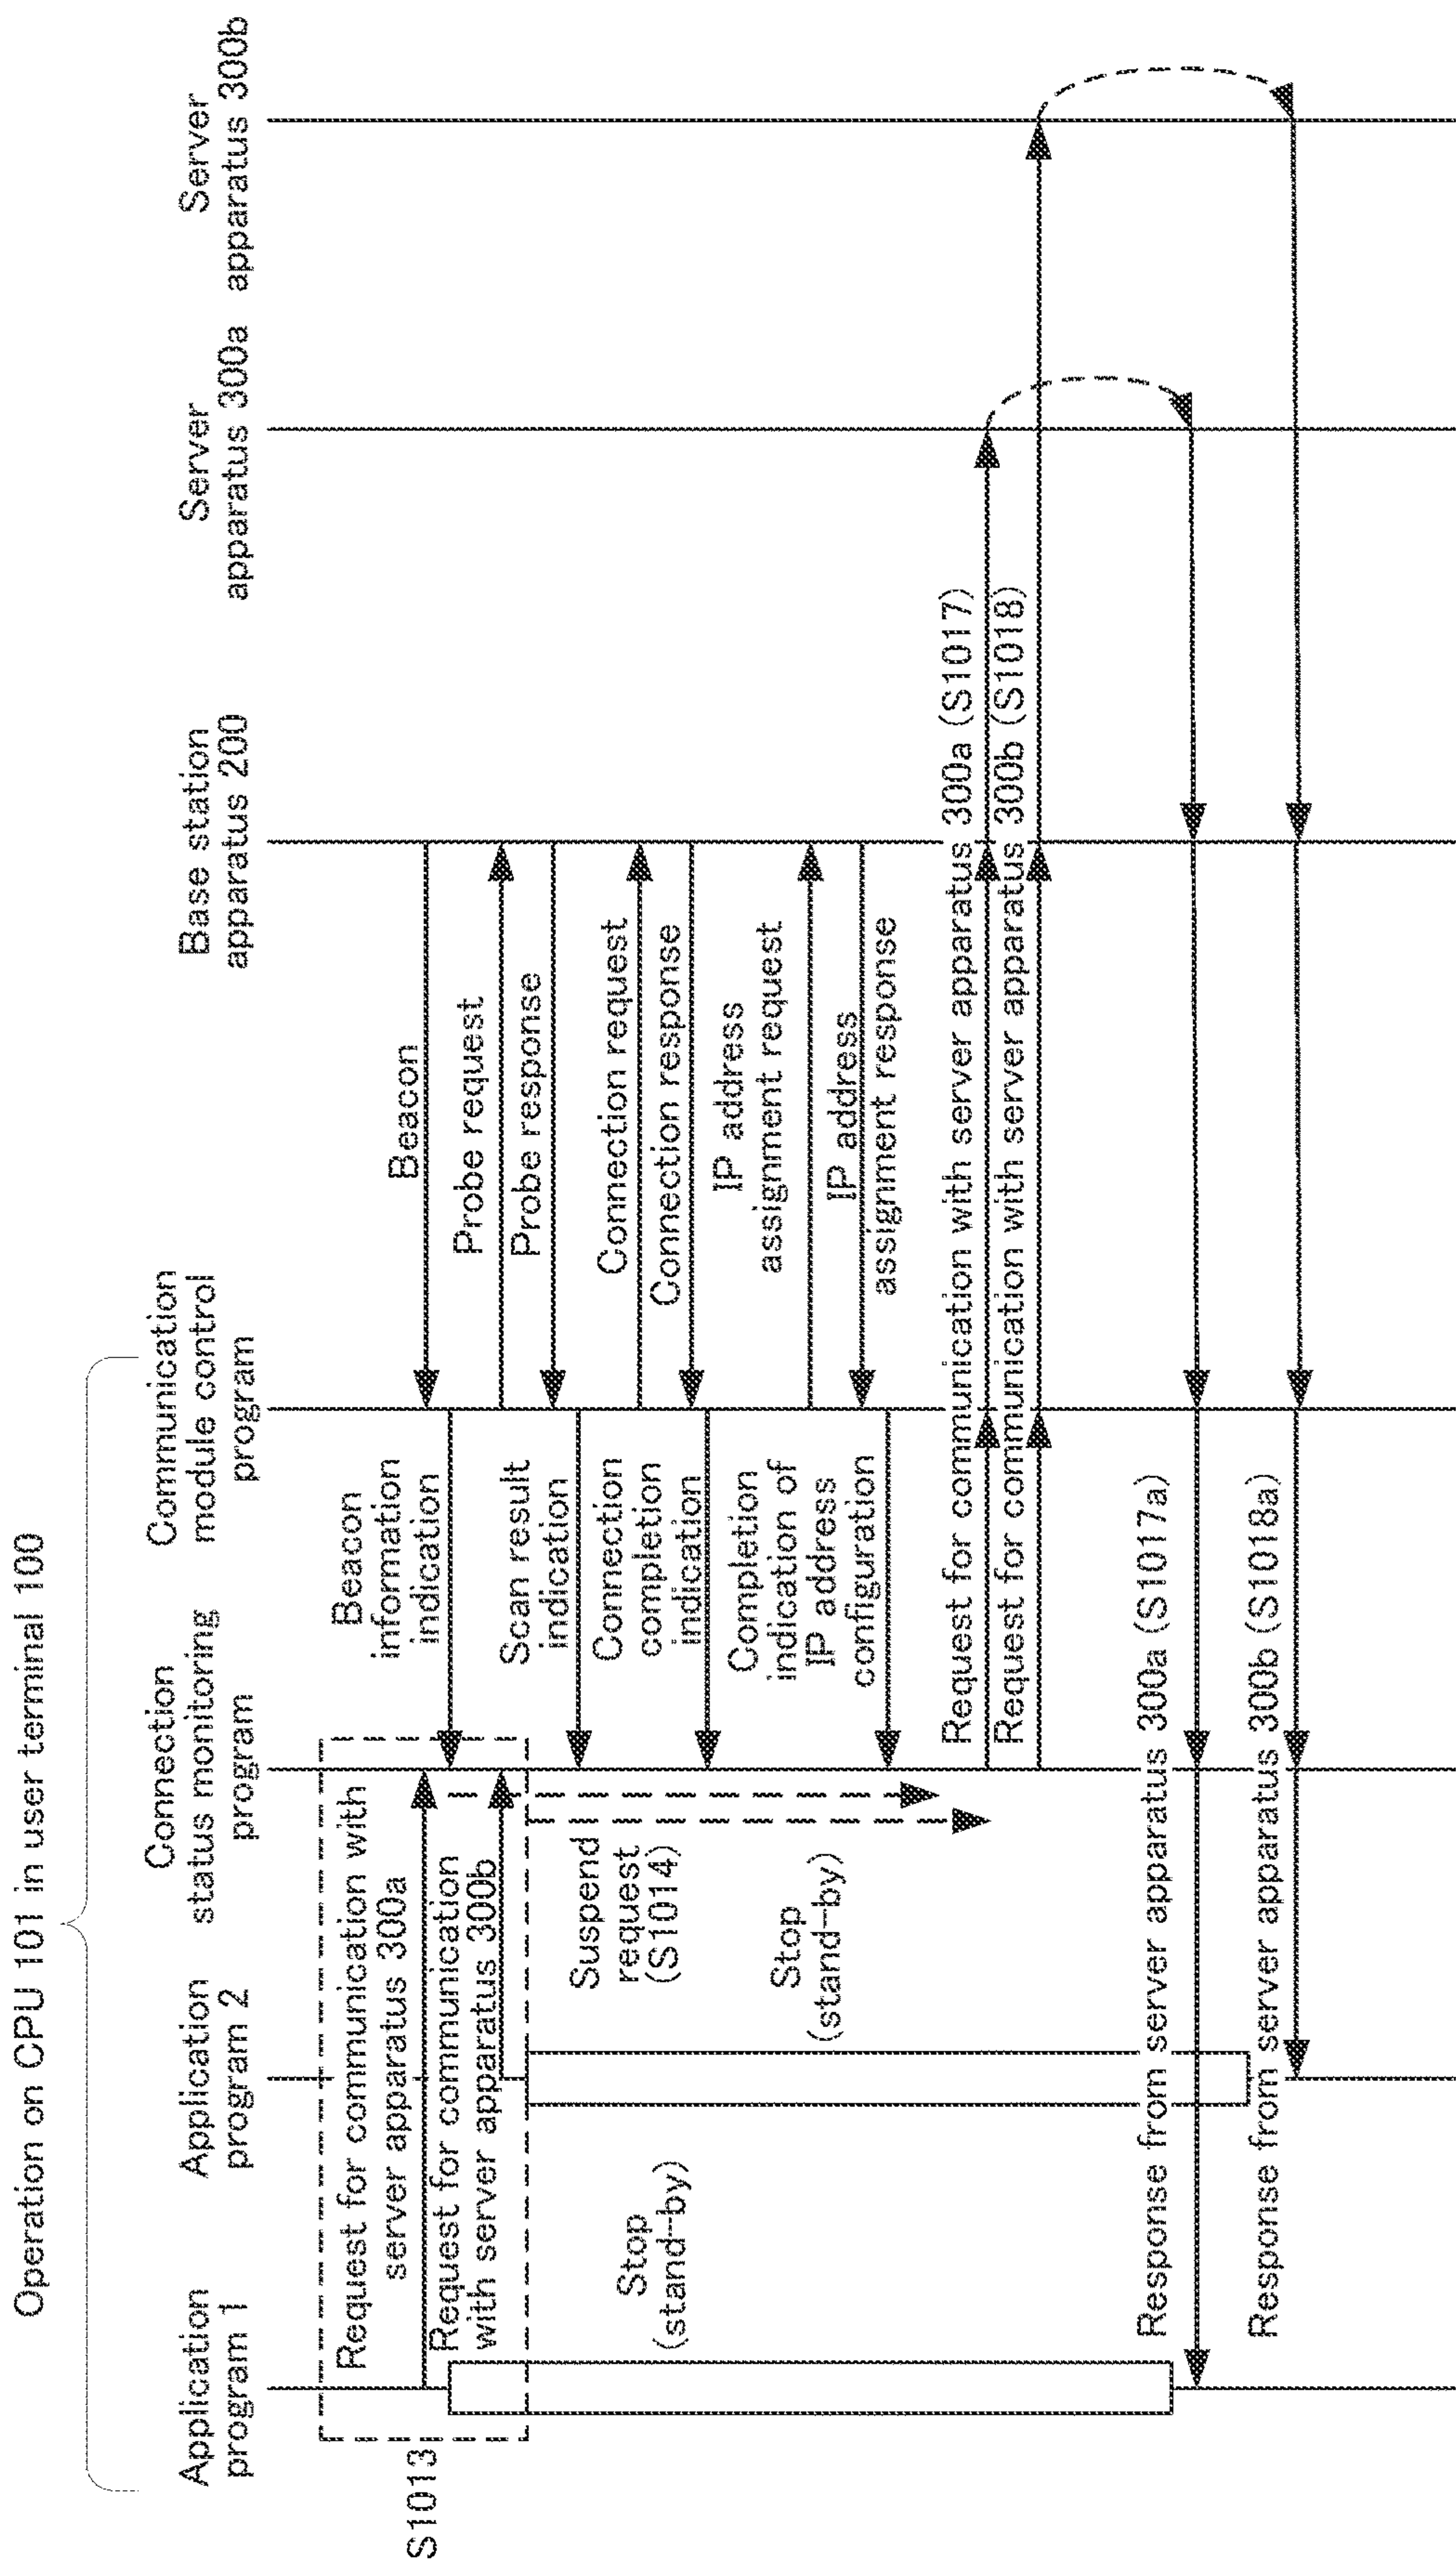 Operation on CPU 101 in user terminal 100
Application
program 1
Application
program 2
Connection
status monitoring
program
Communication
module control
program
Base station
apparatus 200
Server
apparatus 300a
Server
apparatus 300b
S1013
Request for communication with
server apparatus 300a
Request for communication
with server apparatus 300b
Beacon
Beacon
information
indication
Probe request
Probe response
Scan result
indication
Connection request
Connection response
Connection
completion
indication
IP address
assignment request
IP address
assignment response
Completion
indication of
IP address
configuration
Suspend
request
(S1014)
Stop
(stand-by)
Stop
(stand-by)
Request for communication with server apparatus 300a (S1017)
Request for communication with server apparatus 300b (S1018)
Response from server apparatus 300a (S1017a)
Response from server apparatus 300b (S1018a)